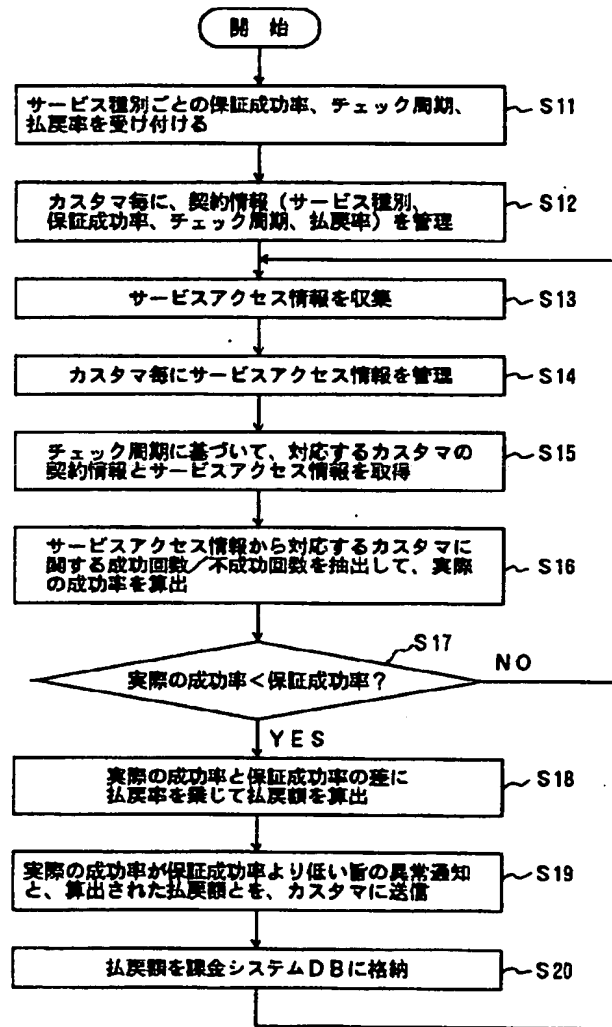 開 始
サービス種別ごとの保証成功率、チェック周期、
払戻率を受け付ける
S11
カスタマ毎に、契約情報(サービス種別、
保証成功率、チェック周期、払戻率)を管理
S12
サービスアクセス情報を収集
S13
カスタマ毎にサービスアクセス情報を管理
S14
チェック周期に基づいて、対応するカスタマの
契約情報とサービスアクセス情報を取得
S15
サービスアクセス情報から対応するカスタマに
関する成功回数/不成功回数を抽出して、実際
の成功率を算出
S16
S17
実際の成功率<保証成功率?
NO
YES
実際の成功率と保証成功率の差に
払戻率を乗じて払戻額を算出
S18
実際の成功率が保証成功率より低い旨の異常通知
と、算出された払戻額とを、カスタマに送信
S19
払戻額を課金システムDBに格納
S20